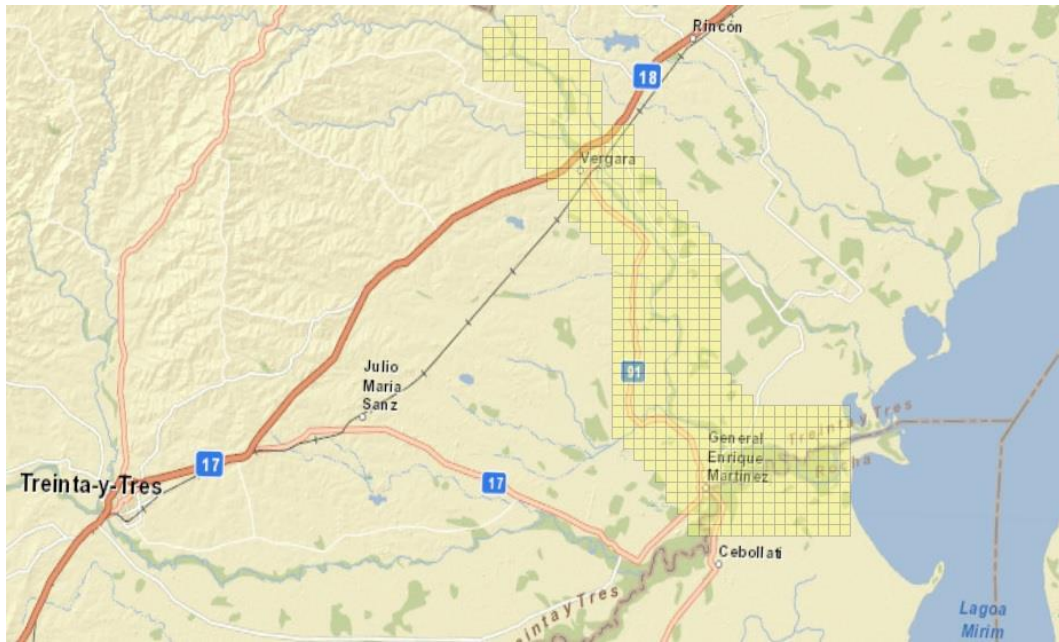 Rincón
18
Vergara
91
Julio
María
Sanz
General
Enrique
Martínez
Treinta y Tres
Rocha
17
Treinta-y-Tres
17
Cebollatí
Treinta y Tres
Lagoa
Mirim